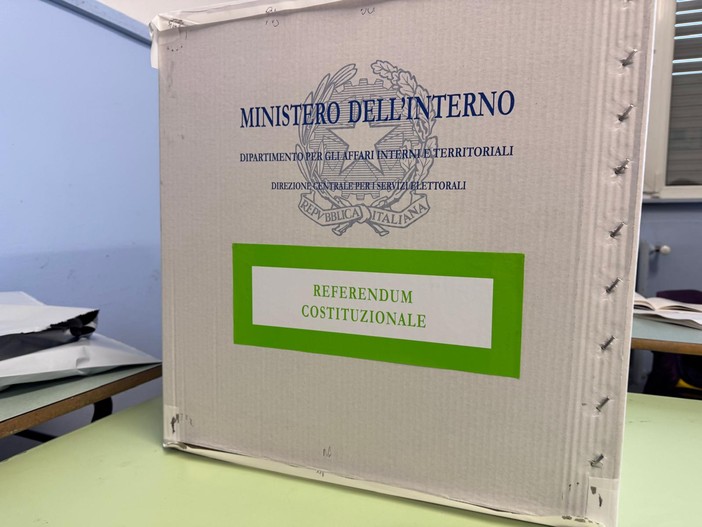 MINISTERO DELL'INTERNO
DIPARTIMENTO PER GLI AFFARI INTERNI E TERRITORIALI
DIREZIONE CENTRALE PER I SERVIZI ELETTORALI
REPVBBLICA ITALIANA
REFERENDUM
COSTITUZIONALE